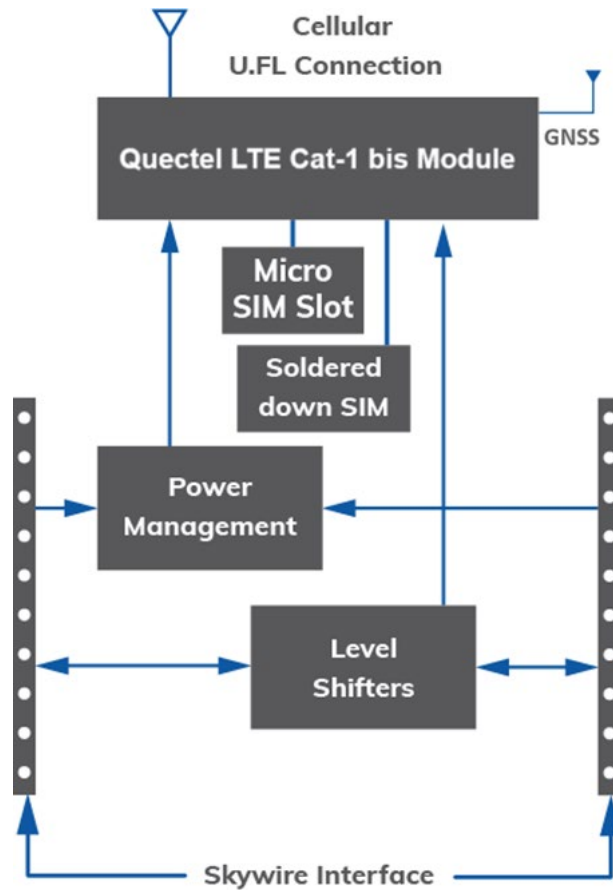 Cellular
U.FL Connection
GNSS
Quectel LTE Cat-1 bis Module
Micro
SIM Slot
Soldered
down SIM
Power
Management
Level
Shifters
Skywire Interface